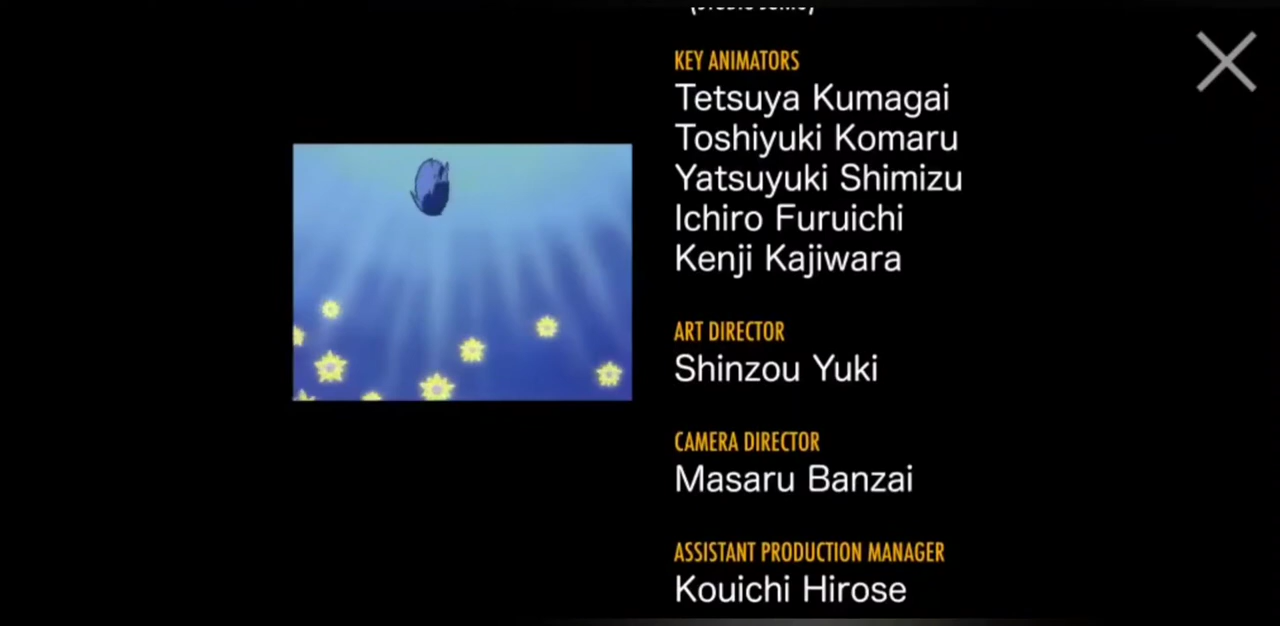 KEY ANIMATORS
Tetsuya Kumagai
Toshiyuki Komaru
Yatsuyuki Shimizu
Ichiro Furuichi
Kenji Kajiwara
ART DIRECTOR
Shinzou Yuki
CAMERA DIRECTOR
Masaru Banzai
ASSISTANT PRODUCTION MANAGER
Kouichi Hirose